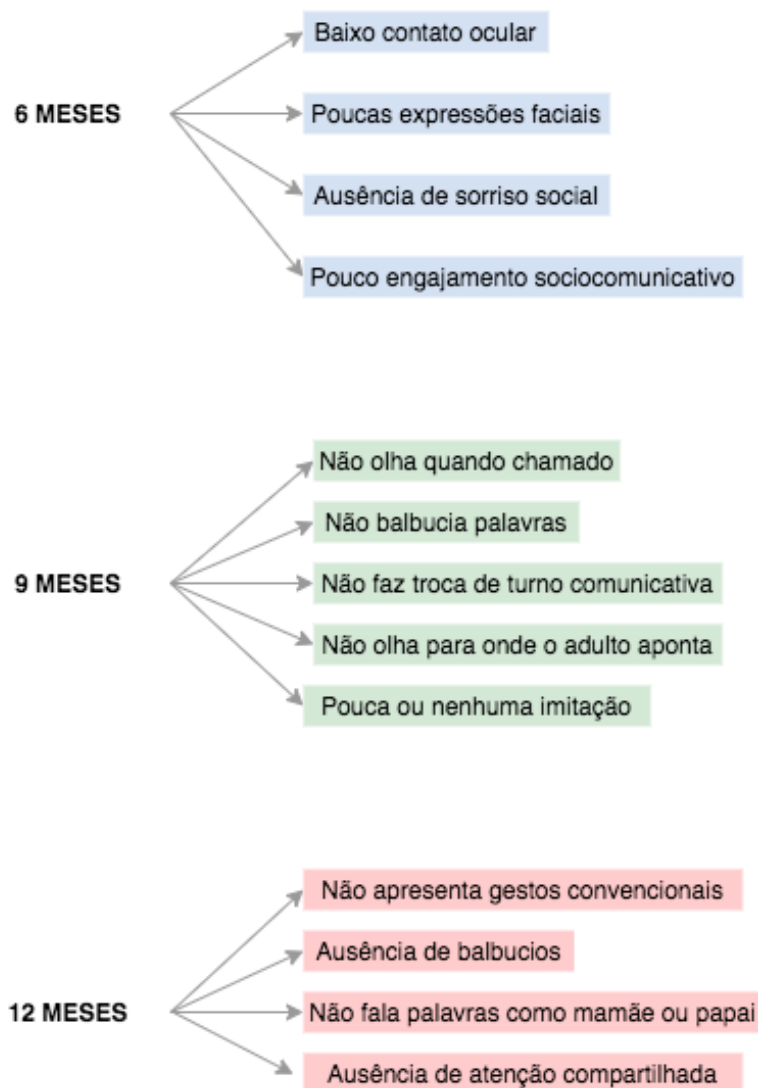 6 MESES
Baixo contato ocular
Poucas expressões faciais
Ausência de sorriso social
Pouco engajamento sociocomunicativo
9 MESES
Não olha quando chamado
Não balbucia palavras
Não faz troca de turno comunicativa
Não olha para onde o adulto aponta
Pouca ou nenhuma imitação
12 MESES
Não apresenta gestos convencionais
Ausência de balbucios
Não fala palavras como mamãe ou papai
Ausência de atenção compartilhada